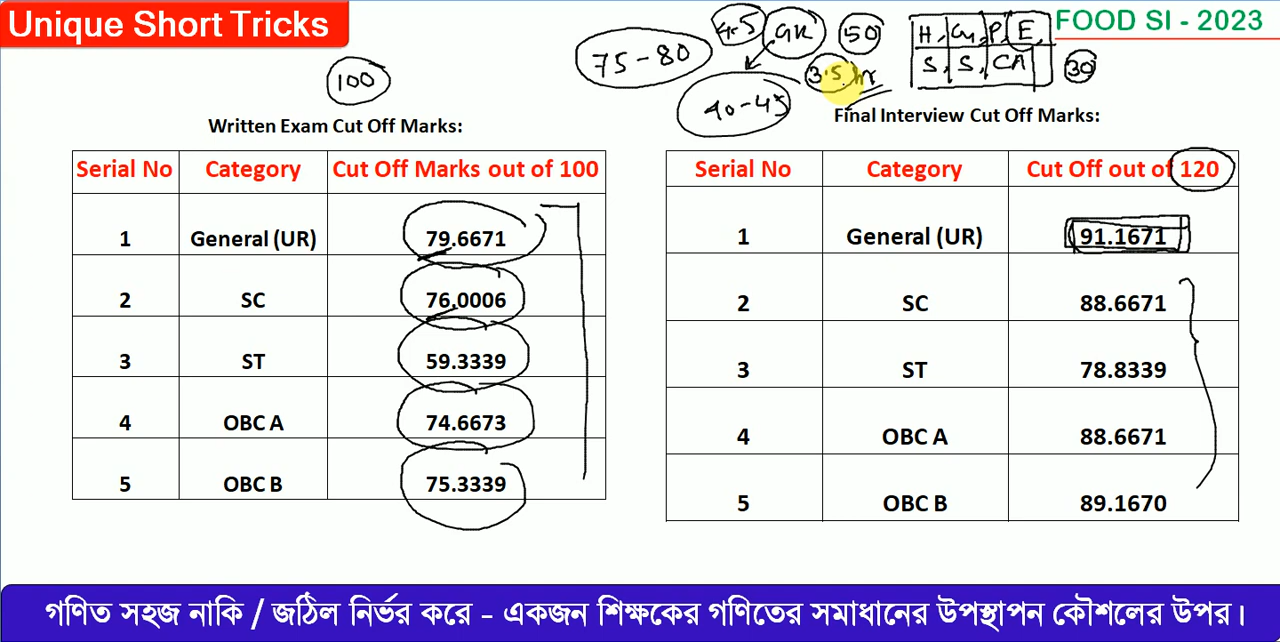 Unique Short Tricks
FOOD SI - 2023
100
75-80
4.5
GK
50
H, G, P, E,
S, S, CA
30
3.5 hr
40-45
Written Exam Cut Off Marks:
Serial No Category Cut Off Marks out of 100
1 General (UR) 79.6671
2 SC 76.0006
3 ST 59.3339
4 OBC A 74.6673
5 OBC B 75.3339
Final Interview Cut Off Marks:
Serial No Category Cut Off out of 120
1 General (UR) 91.1671
2 SC 88.6671
3 ST 78.8339
4 OBC A 88.6671
5 OBC B 89.1670
গণিত সহজ নাকি / জঠিল নির্ভর করে - একজন শিক্ষকের গণিতের সমাধানের উপস্থাপন কৌশলের উপর।